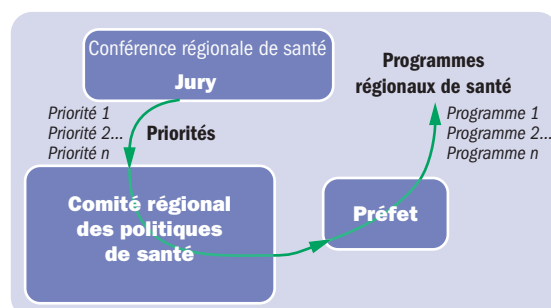 Conférence régionale de santé
Jury
Programmes
régionaux de santé
Priorité 1
Priorité 2...
Priorité n
Priorités
Programme 1
Programme 2...
Programme n
Comité régional
des politiques
de santé
Préfet